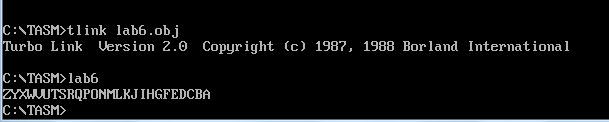 C:\TASM>tlink lab6.obj
Turbo Link  Version 2.0  Copyright (c) 1987, 1988 Borland International
C:\TASM>lab6
ZYXWVUTSRQPONMLKJIHGFEDCBA
C:\TASM>